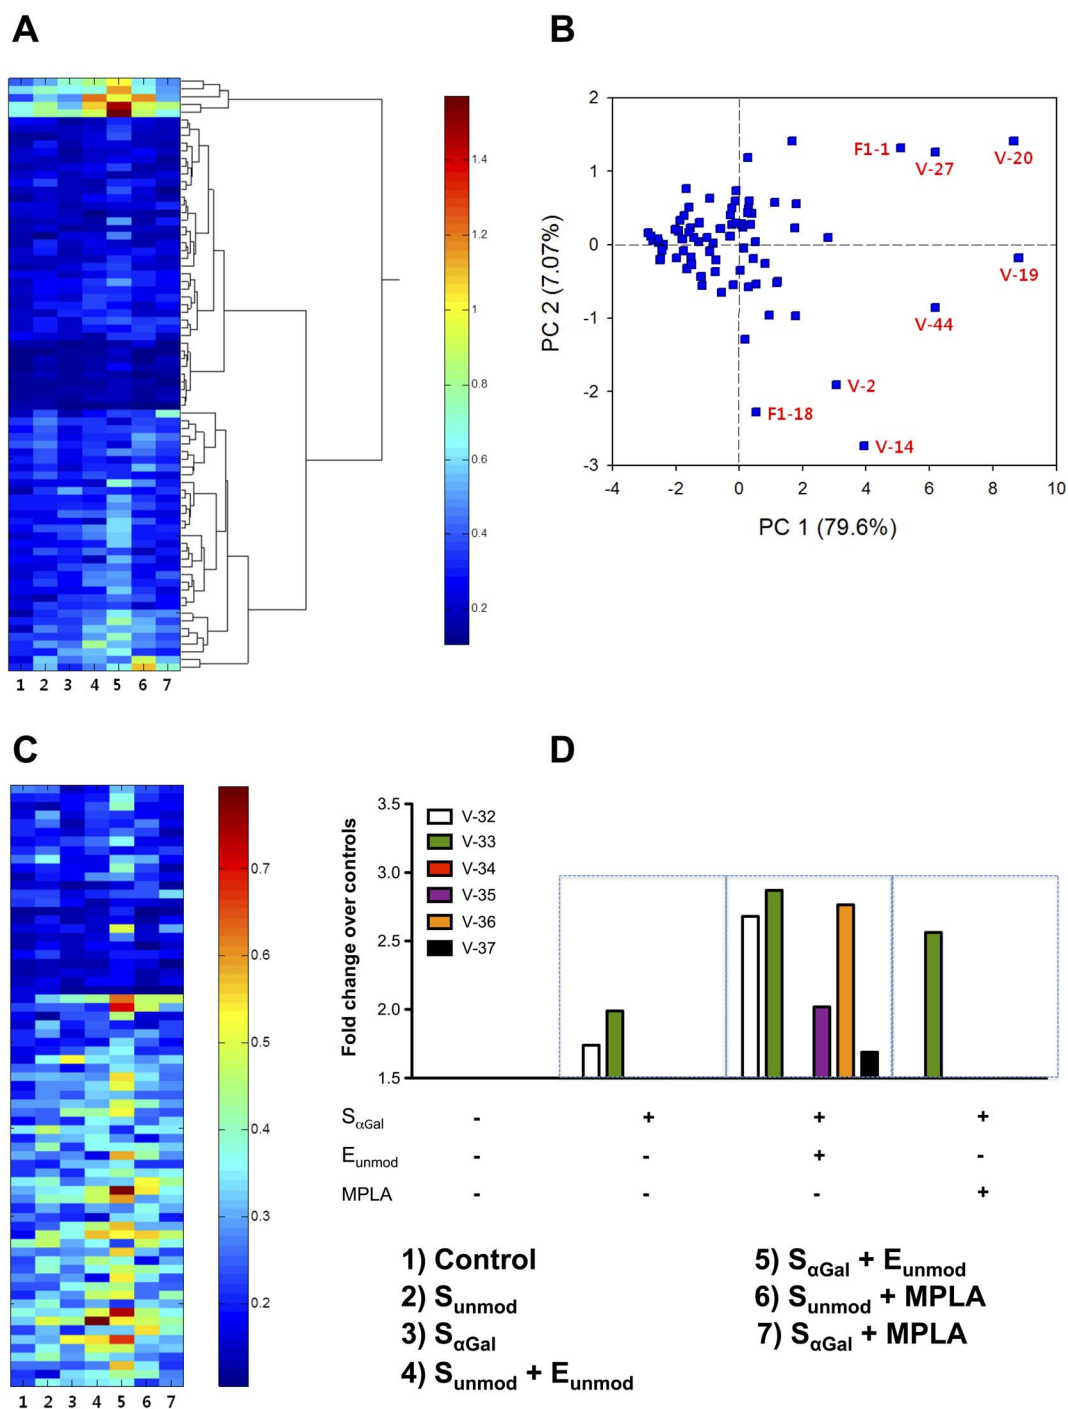 A
B
1.4
1.2
1
0.8
0.6
0.4
0.2
1 2 3 4 5 6 7
PC 2 (7.07%)
2
1
0
-1
-2
-3
F1-1
V-27
V-20
V-19
V-44
V-2
F1-18
V-14
-4 -2 0 2 4 6 8 10
PC 1 (79.6%)
C
D
0.7
0.6
0.5
0.4
0.3
0.2
1 2 3 4 5 6 7
Fold change over controls
3.5
3.0
2.5
2.0
1.5
V-32
V-33
V-34
V-35
V-36
V-37
SαGal - + + +
Eunmod - - + -
MPLA - - - +
1) Control
2) Sunmod
3) SαGal
4) Sunmod + Eunmod
5) SαGal + Eunmod
6) Sunmod + MPLA
7) SαGal + MPLA